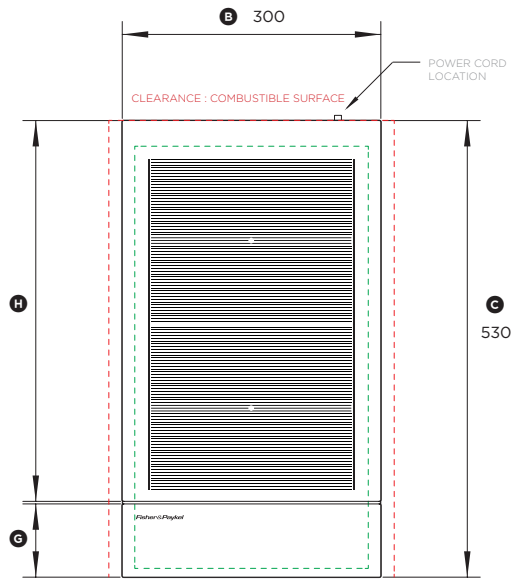 B 300
POWER CORD
LOCATION
CLEARANCE : COMBUSTIBLE SURFACE
H
C
530
G
Fisher&Paykel